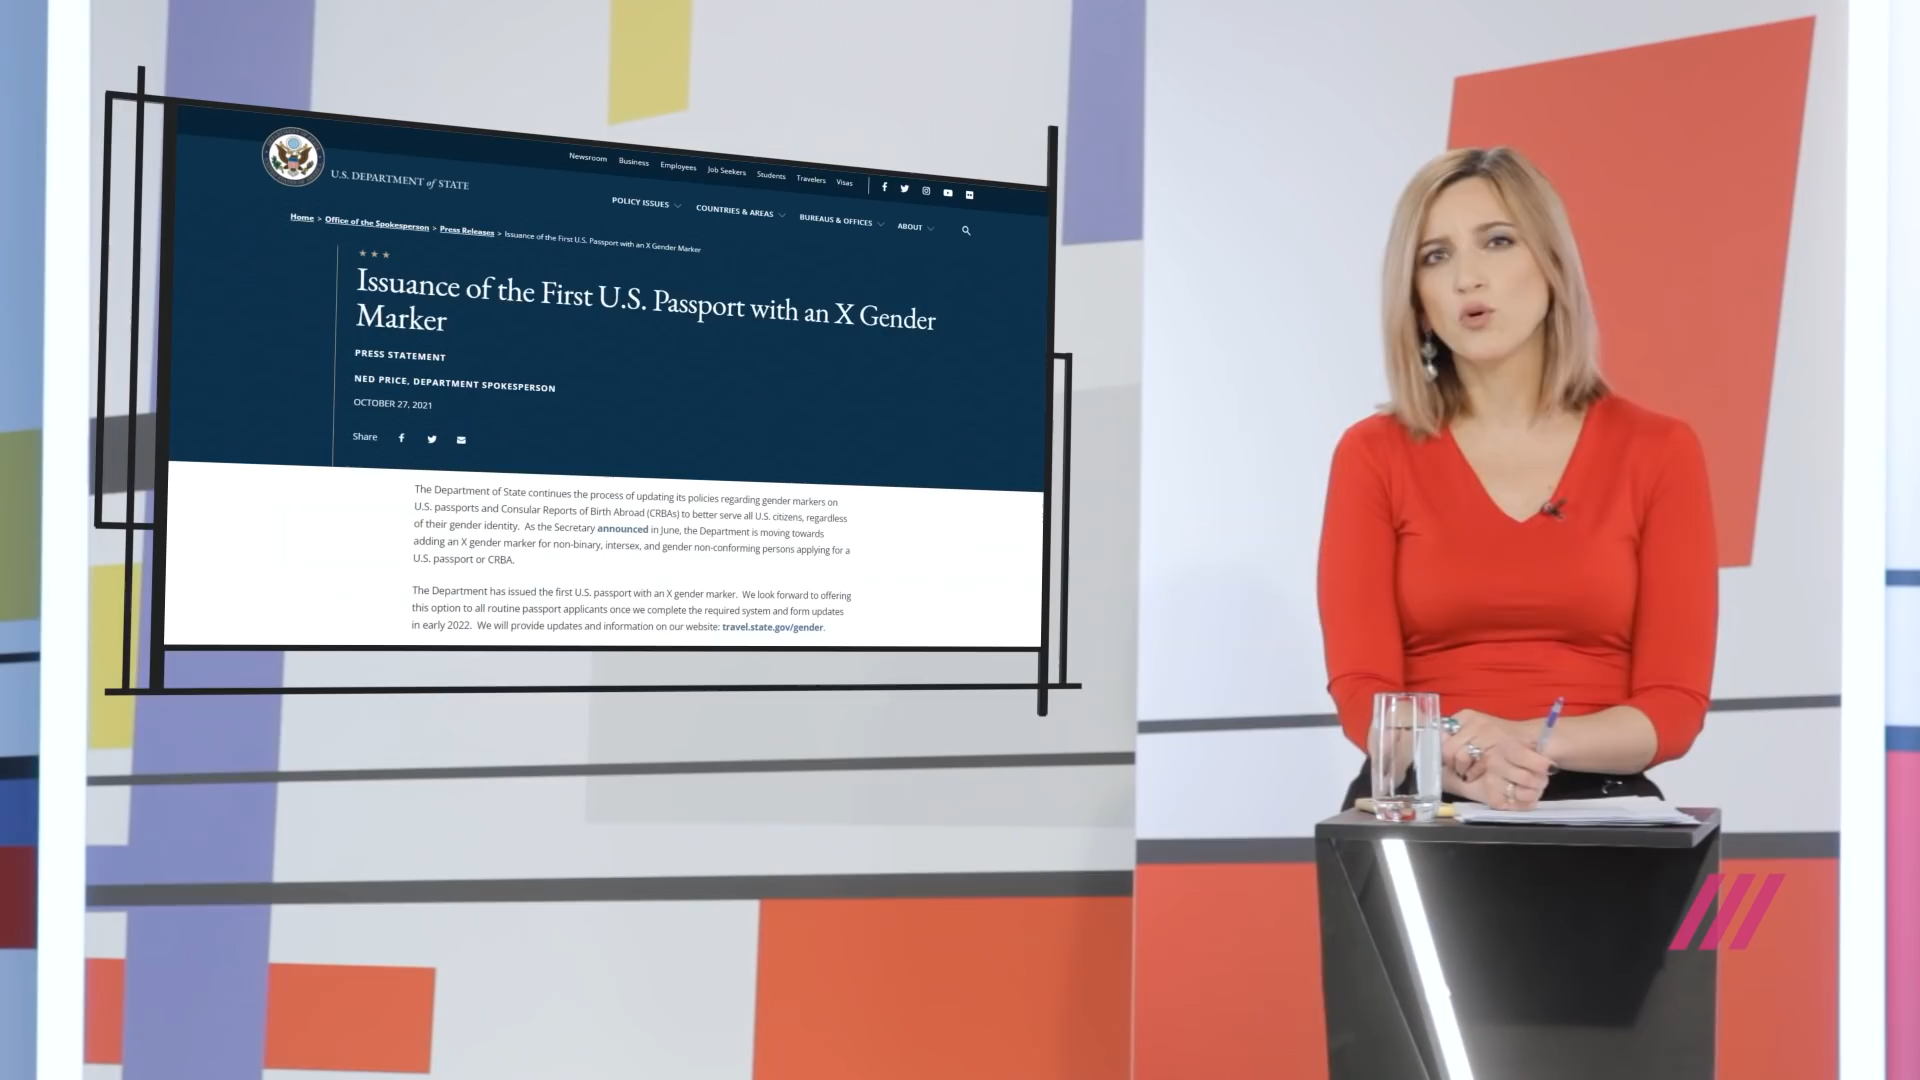 U.S. DEPARTMENT of STATE
Newsroom Business Employees Job Seekers Students Travelers Visas
POLICY ISSUES COUNTRIES & AREAS BUREAUS & OFFICES ABOUT
Home > Office of the Spokesperson > Press Releases > Issuance of the First U.S. Passport with an X Gender Marker
Issuance of the First U.S. Passport with an X Gender
Marker
PRESS STATEMENT
NED PRICE, DEPARTMENT SPOKESPERSON
OCTOBER 27, 2021
Share
The Department of State continues the process of updating its policies regarding gender markers on
U.S. passports and Consular Reports of Birth Abroad (CRBAs) to better serve all U.S. citizens, regardless
of their gender identity. As the Secretary announced in June, the Department is moving towards
adding an X gender marker for non-binary, intersex, and gender non-conforming persons applying for a
U.S. passport or CRBA.
The Department has issued the first U.S. passport with an X gender marker. We look forward to offering
this option to all routine passport applicants once we complete the required system and form updates
in early 2022. We will provide updates and information on our website: travel.state.gov/gender.